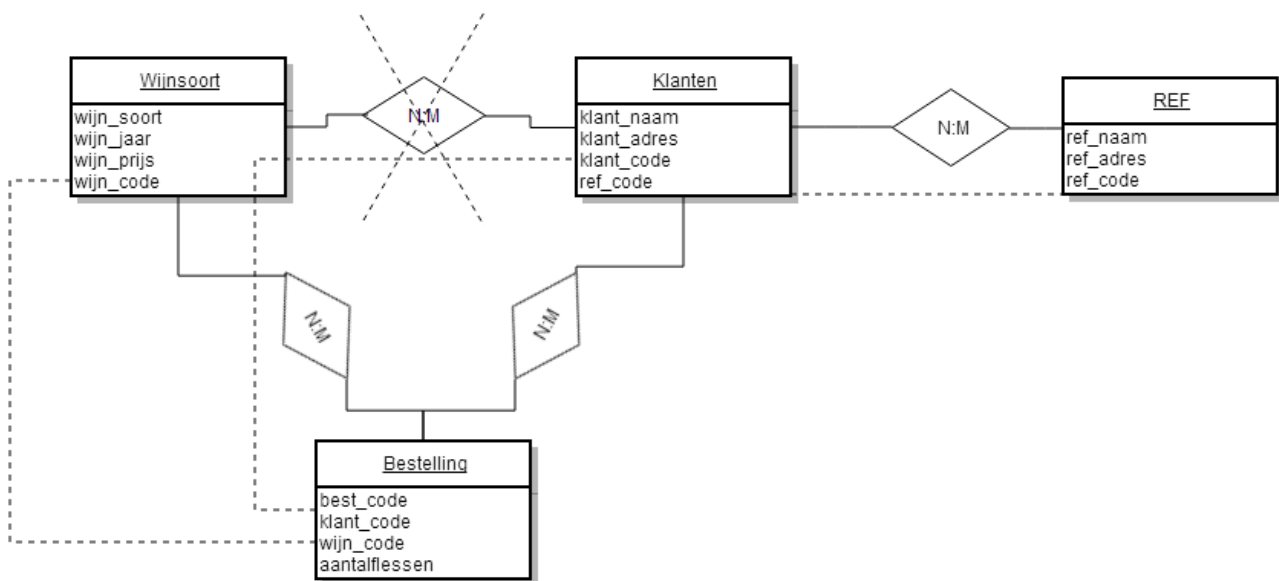 Wijnsoort
wijn_soort
wijn_jaar
wijn_prijs
wijn_code
N:M
Klanten
klant_naam
klant_adres
klant_code
ref_code
N:M
REF
ref_naam
ref_adres
ref_code
N:M
N:M
Bestelling
best_code
klant_code
wijn_code
aantalflessen